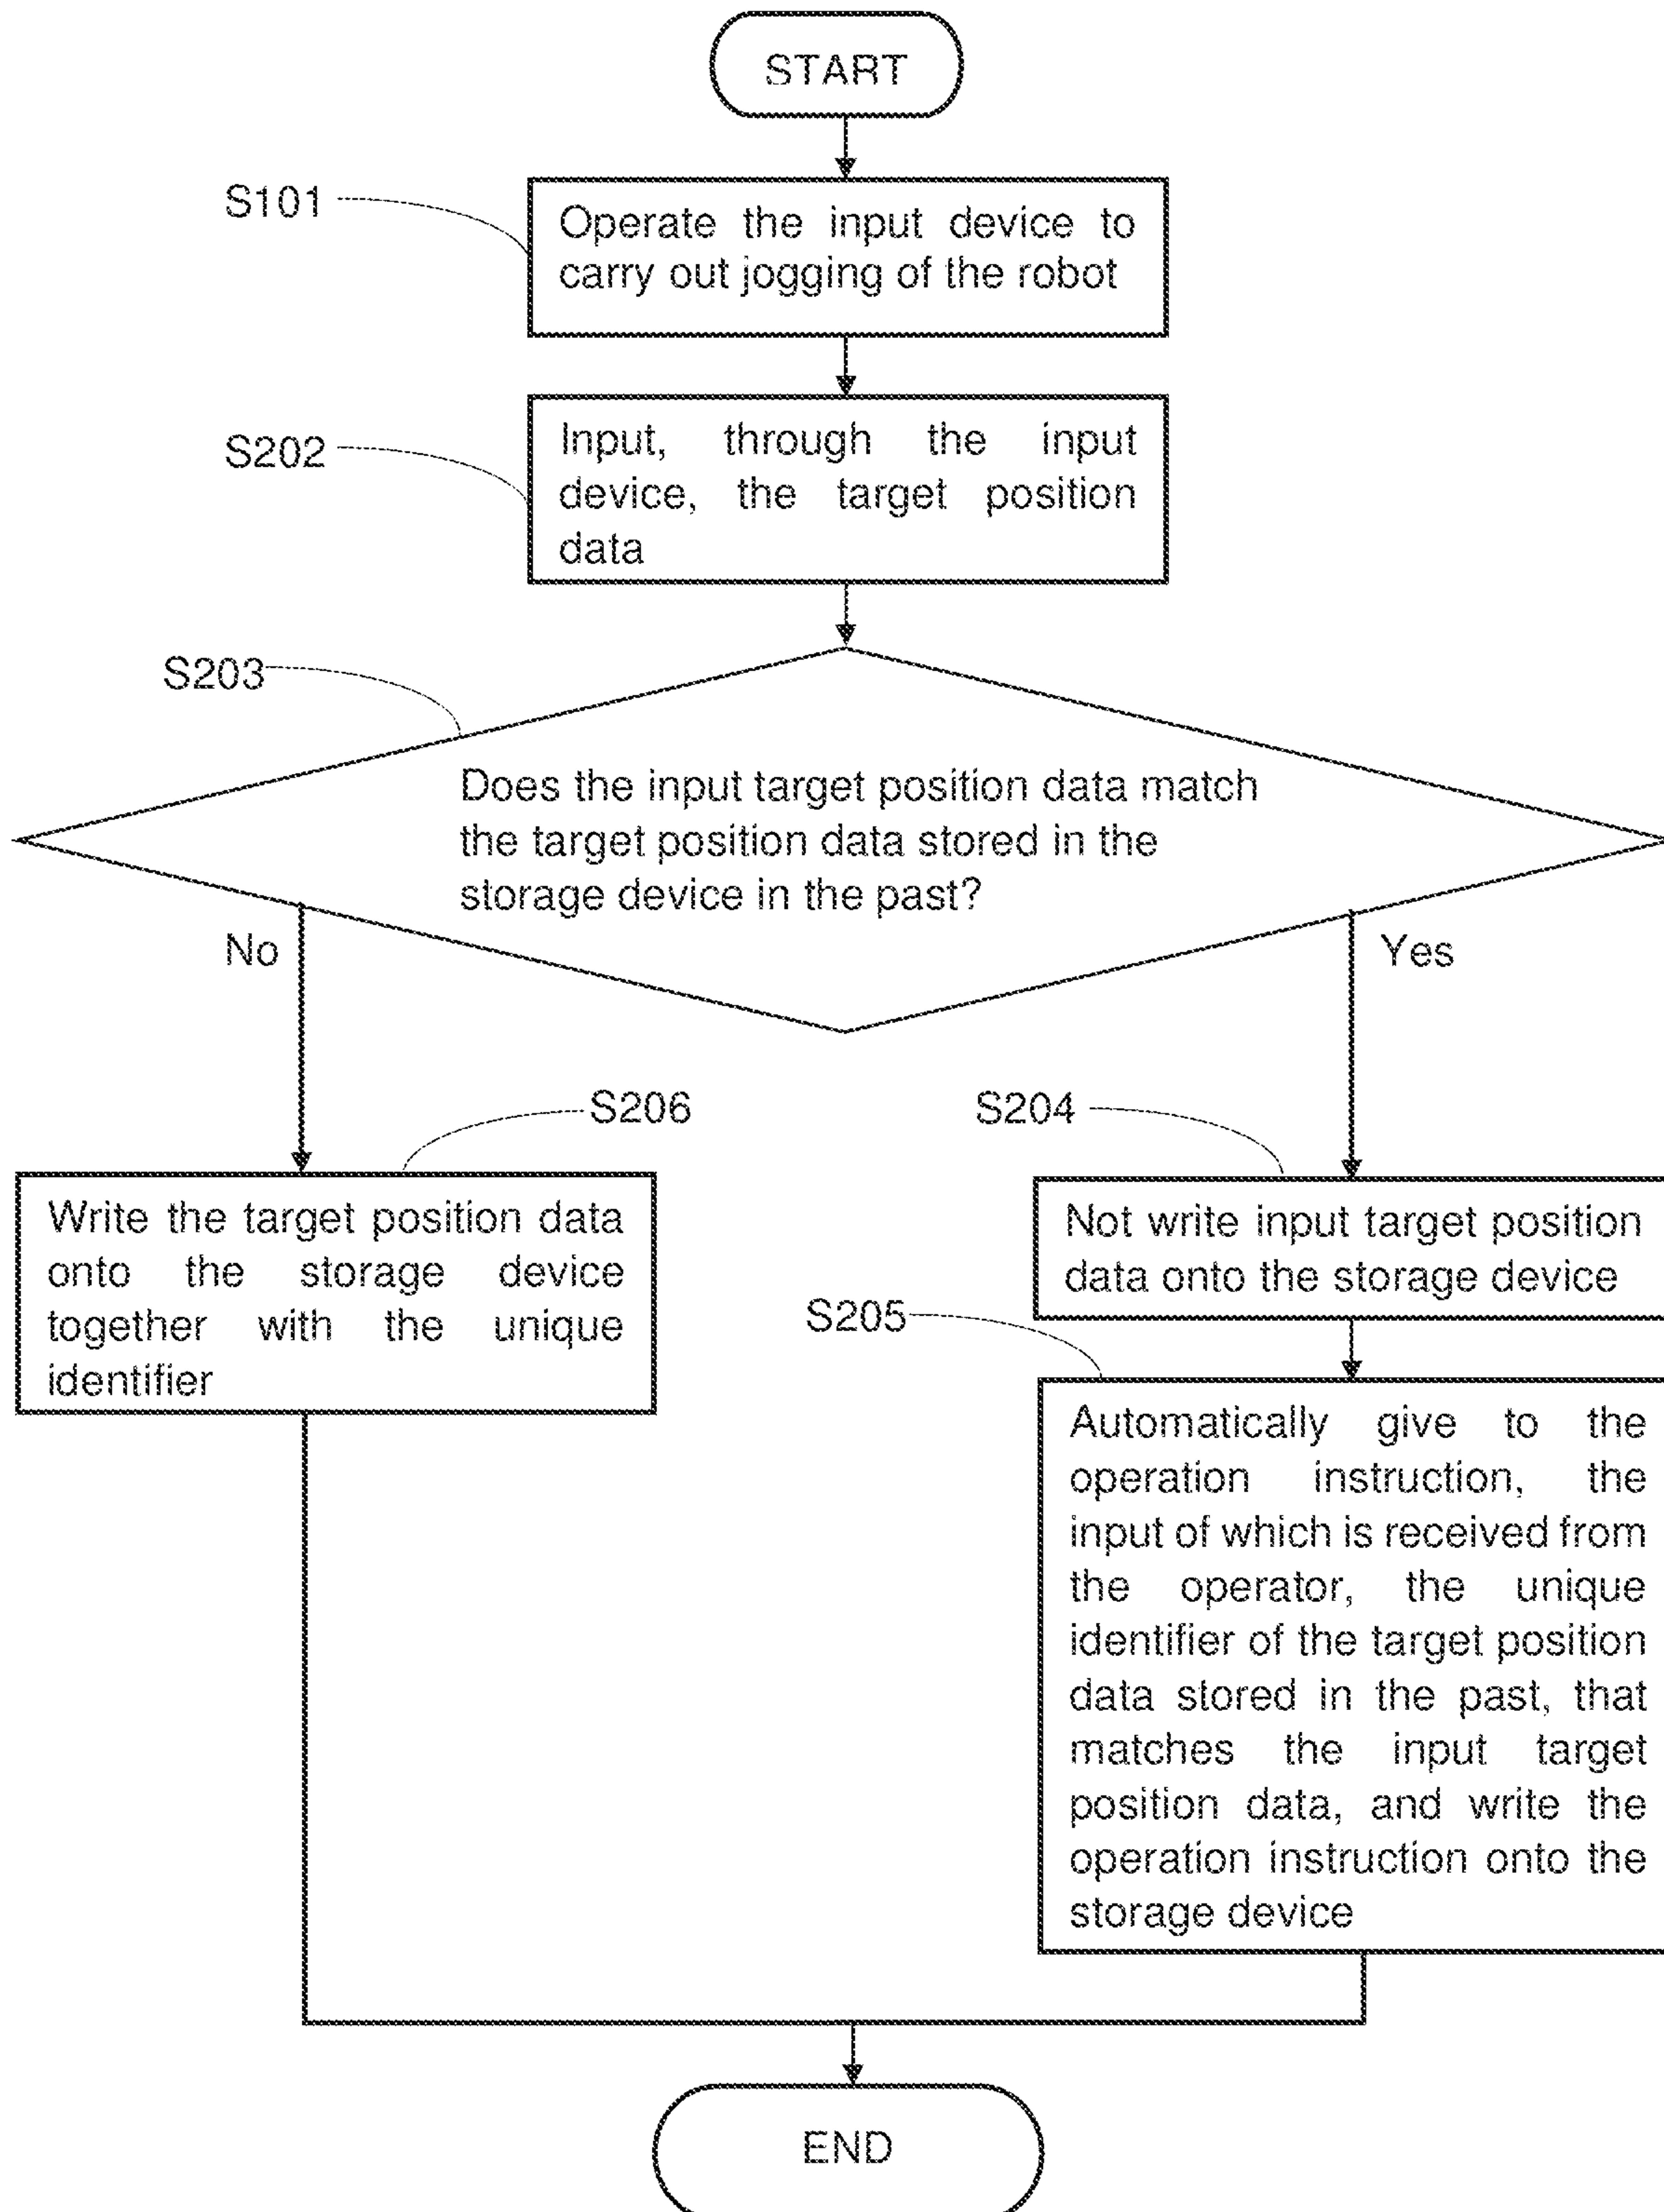 START
S101
Operate the input device to
carry out jogging of the robot
S202
Input, through the input
device, the target position
data
S203
Does the input target position data match
the target position data stored in the
storage device in the past?
No
Yes
S206
Write the target position data
onto the storage device
together with the unique
identifier
S204
Not write input target position
data onto the storage device
S205
Automatically give to the
operation instruction, the
input of which is received from
the operator, the unique
identifier of the target position
data stored in the past, that
matches the input target
position data, and write the
operation instruction onto the
storage device
END